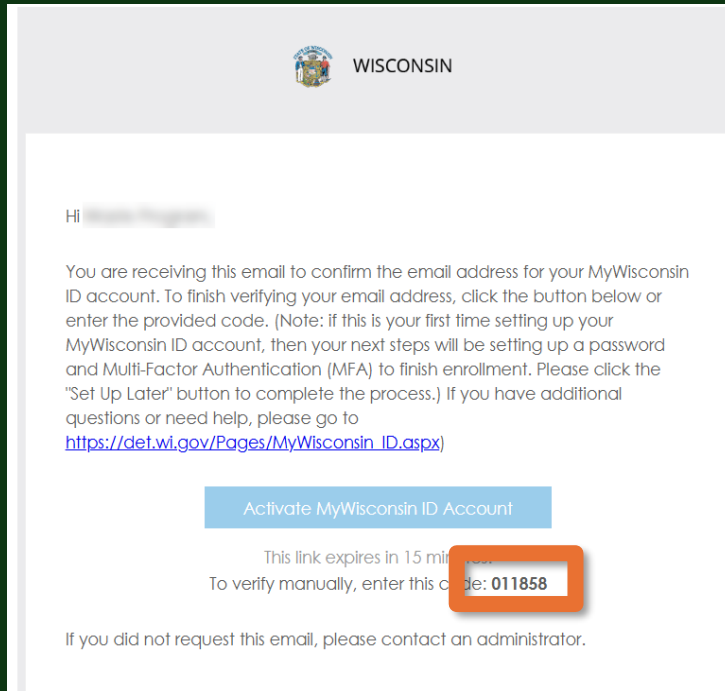 WISCONSIN
Hi
You are receiving this email to confirm the email address for your MyWisconsin
ID account. To finish verifying your email address, click the button below or
enter the provided code. (Note: if this is your first time setting up your
MyWisconsin ID account, then your next steps will be setting up a password
and Multi-Factor Authentication (MFA) to finish enrollment. Please click the
"Set Up Later" button to complete the process.) If you have additional
questions or need help, please go to
https://det.wi.gov/Pages/MyWisconsin_ID.aspx)
Activate MyWisconsin ID Account
This link expires in 15
To verify manually, enter this code: 011858
If you did not request this email, please contact an administrator.